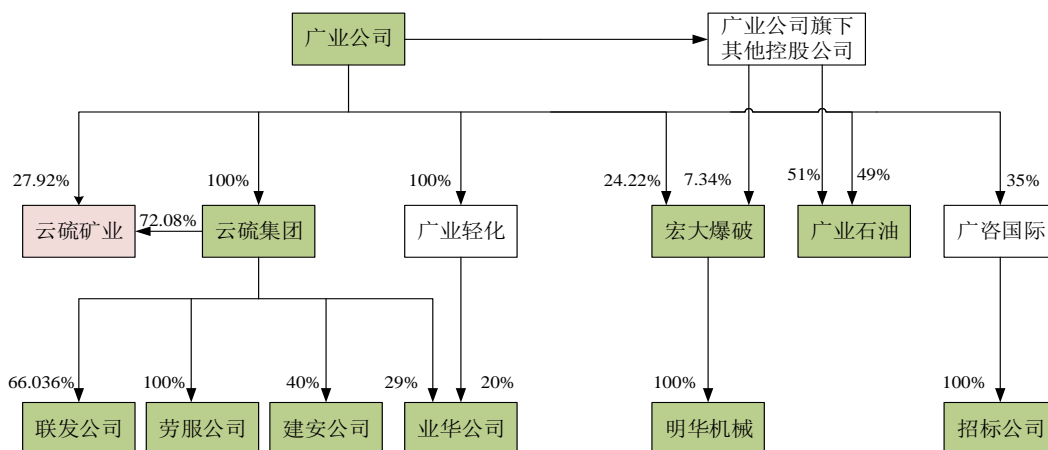 广业公司
广业公司旗下
其他控股公司
27.92%
100%
100%
24.22%
7.34%
51%
49%
35%
云硫矿业
72.08%
云硫集团
广业轻化
宏大爆破
广业石油
广咨国际
66.036%
100%
40%
29%
20%
100%
100%
联发公司
劳服公司
建安公司
业华公司
明华机械
招标公司